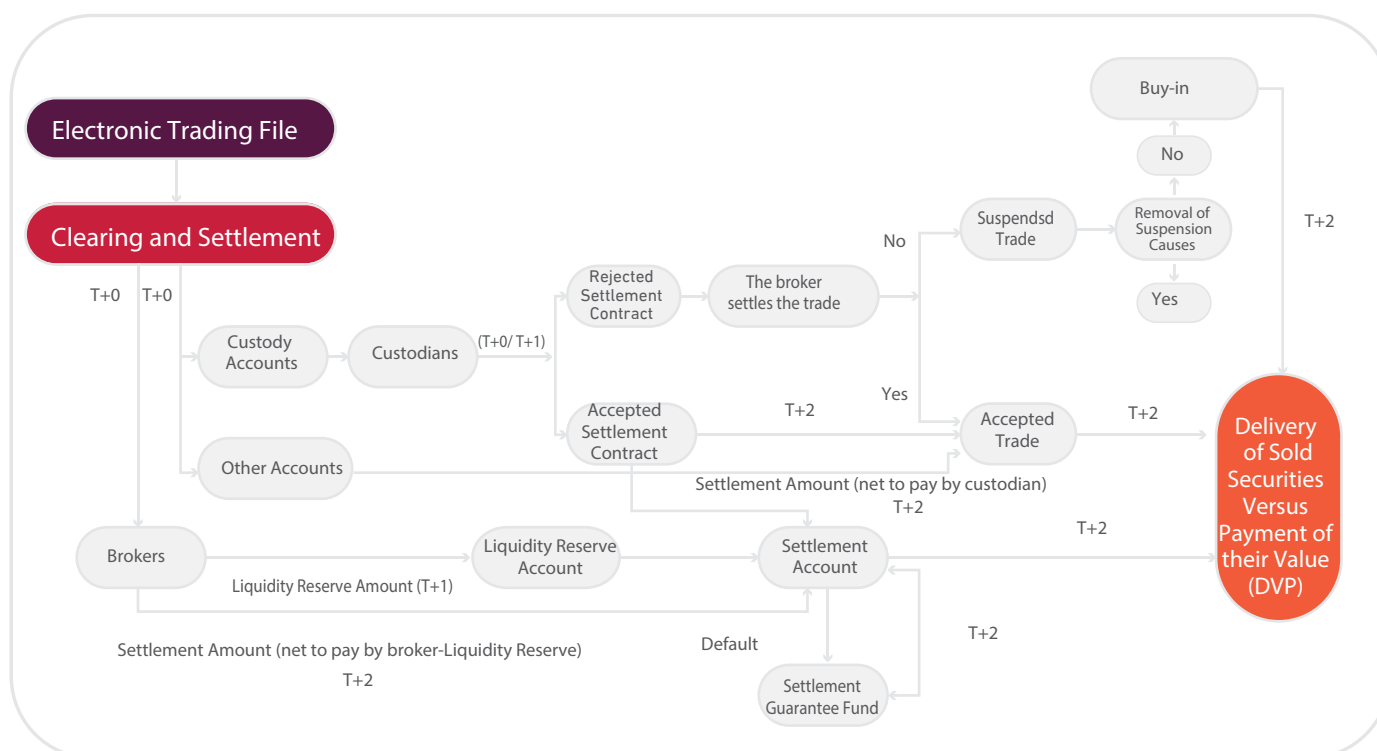 Buy-in
Electronic Trading File
No
Clearing and Settlement
Suspendsd
Trade
Removal of
Suspension
Causes
T+2
No
T+0
T+0
Rejected
Settlement
Contract
The broker
settles the trade
Yes
Custody
Accounts
Custodians
(T+0/ T+1)
Yes
Accepted
Settlement
Contract
T+2
Accepted
Trade
T+2
Delivery
of Sold
Securities
Versus
Payment of
their Value
(DVP)
Other Accounts
Settlement Amount (net to pay by custodian)
T+2
Brokers
Liquidity Reserve
Account
Settlement
Account
T+2
Liquidity Reserve Amount (T+1)
Settlement Amount (net to pay by broker-Liquidity Reserve)
T+2
Default
T+2
Settlement
Guarantee Fund